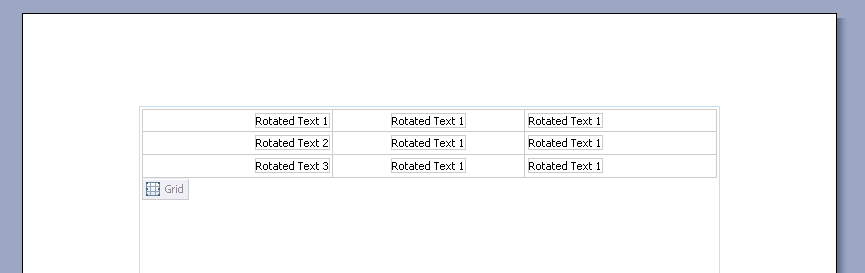 Rotated Text 1 Rotated Text 1 Rotated Text 1
Rotated Text 2 Rotated Text 1 Rotated Text 1
Rotated Text 3 Rotated Text 1 Rotated Text 1
Grid